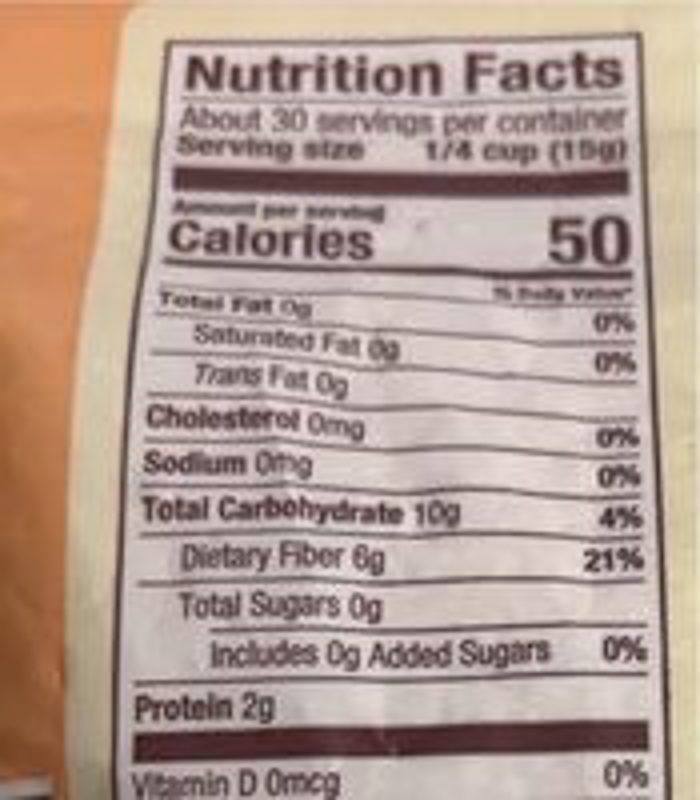 Nutrition Facts
About 30 servings per container
Serving size 1/4 cup (15g)
Amount per serving
Calories 50
% Daily Value*
Total Fat 0g 0%
Saturated Fat 0g 0%
Trans Fat 0g
Cholesterol 0mg 0%
Sodium 0mg 0%
Total Carbohydrate 10g 4%
Dietary Fiber 6g 21%
Total Sugars 0g
Includes 0g Added Sugars 0%
Protein 2g
Vitamin D 0mcg 0%